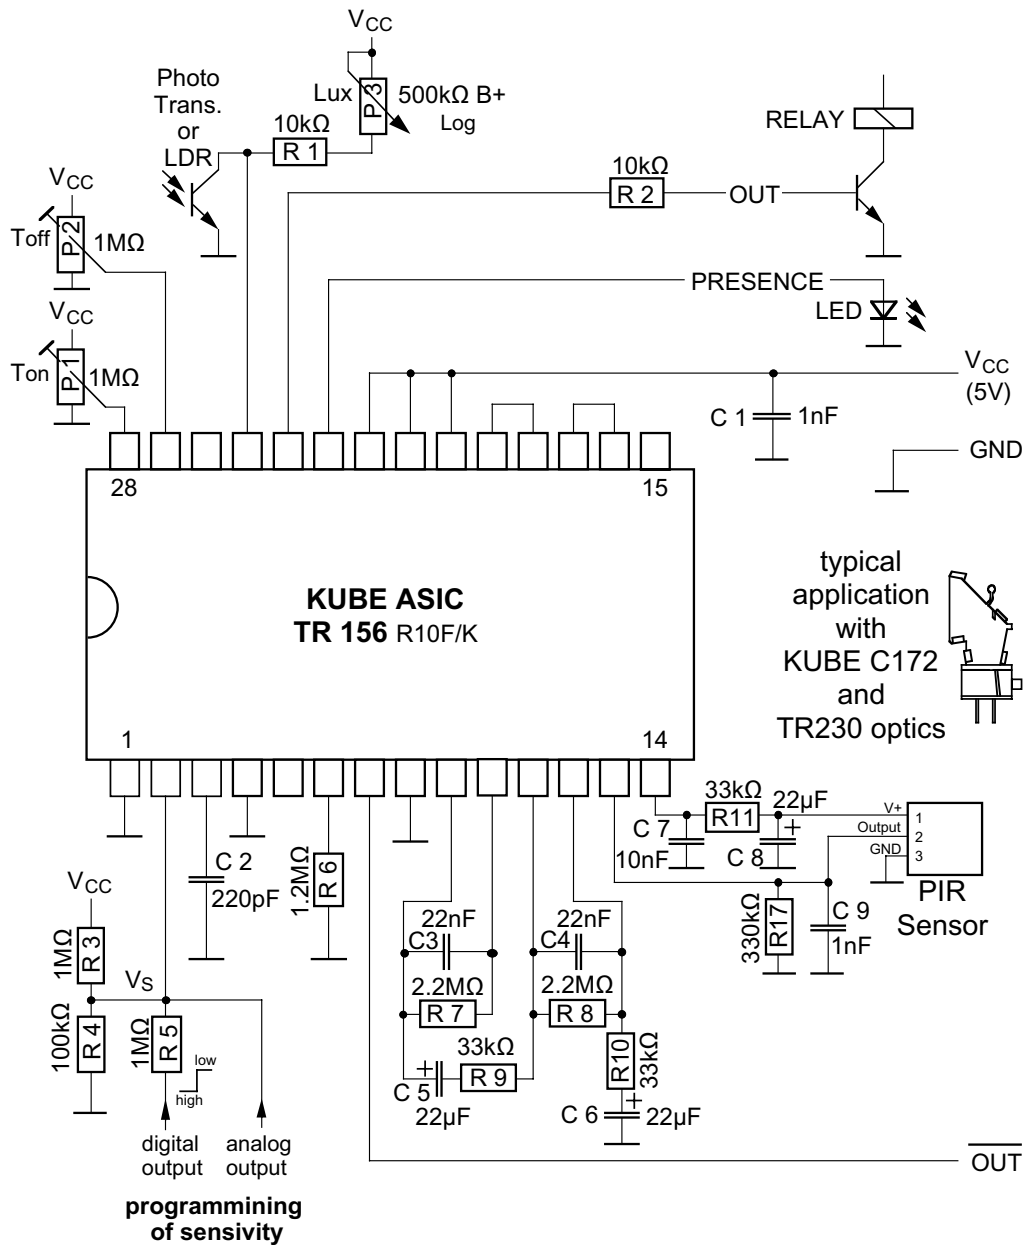 VCC
Photo
Trans.
or
LDR
Lux
P 3
500kΩ B+
Log
10kΩ
R 1
RELAY
10kΩ
R 2
OUT
VCC
Toff
P 2
1MΩ
PRESENCE
LED
VCC
Ton
P 1
1MΩ
VCC
(5V)
C 1
1nF
GND
28
15
KUBE ASIC
TR 156 R10F/K
typical
application
with
KUBE C172
and
TR230 optics
1
14
33kΩ
R11
22µF
+
C 7
10nF
C 8
V+
Output
GND
1
2
3
PIR
Sensor
C 2
220pF
1.2MΩ
R 6
VCC
1MΩ
R 3
VS
100kΩ
R 4
1MΩ
R 5
low
high
22nF
C3
22nF
C4
330kΩ
R17
C 9
1nF
2.2MΩ
R 7
2.2MΩ
R 8
33kΩ
R 9
+
C 5
22µF
R10
33kΩ
+
C 6
22µF
digital
output
analog
output
programmining
of sensivity
OUT